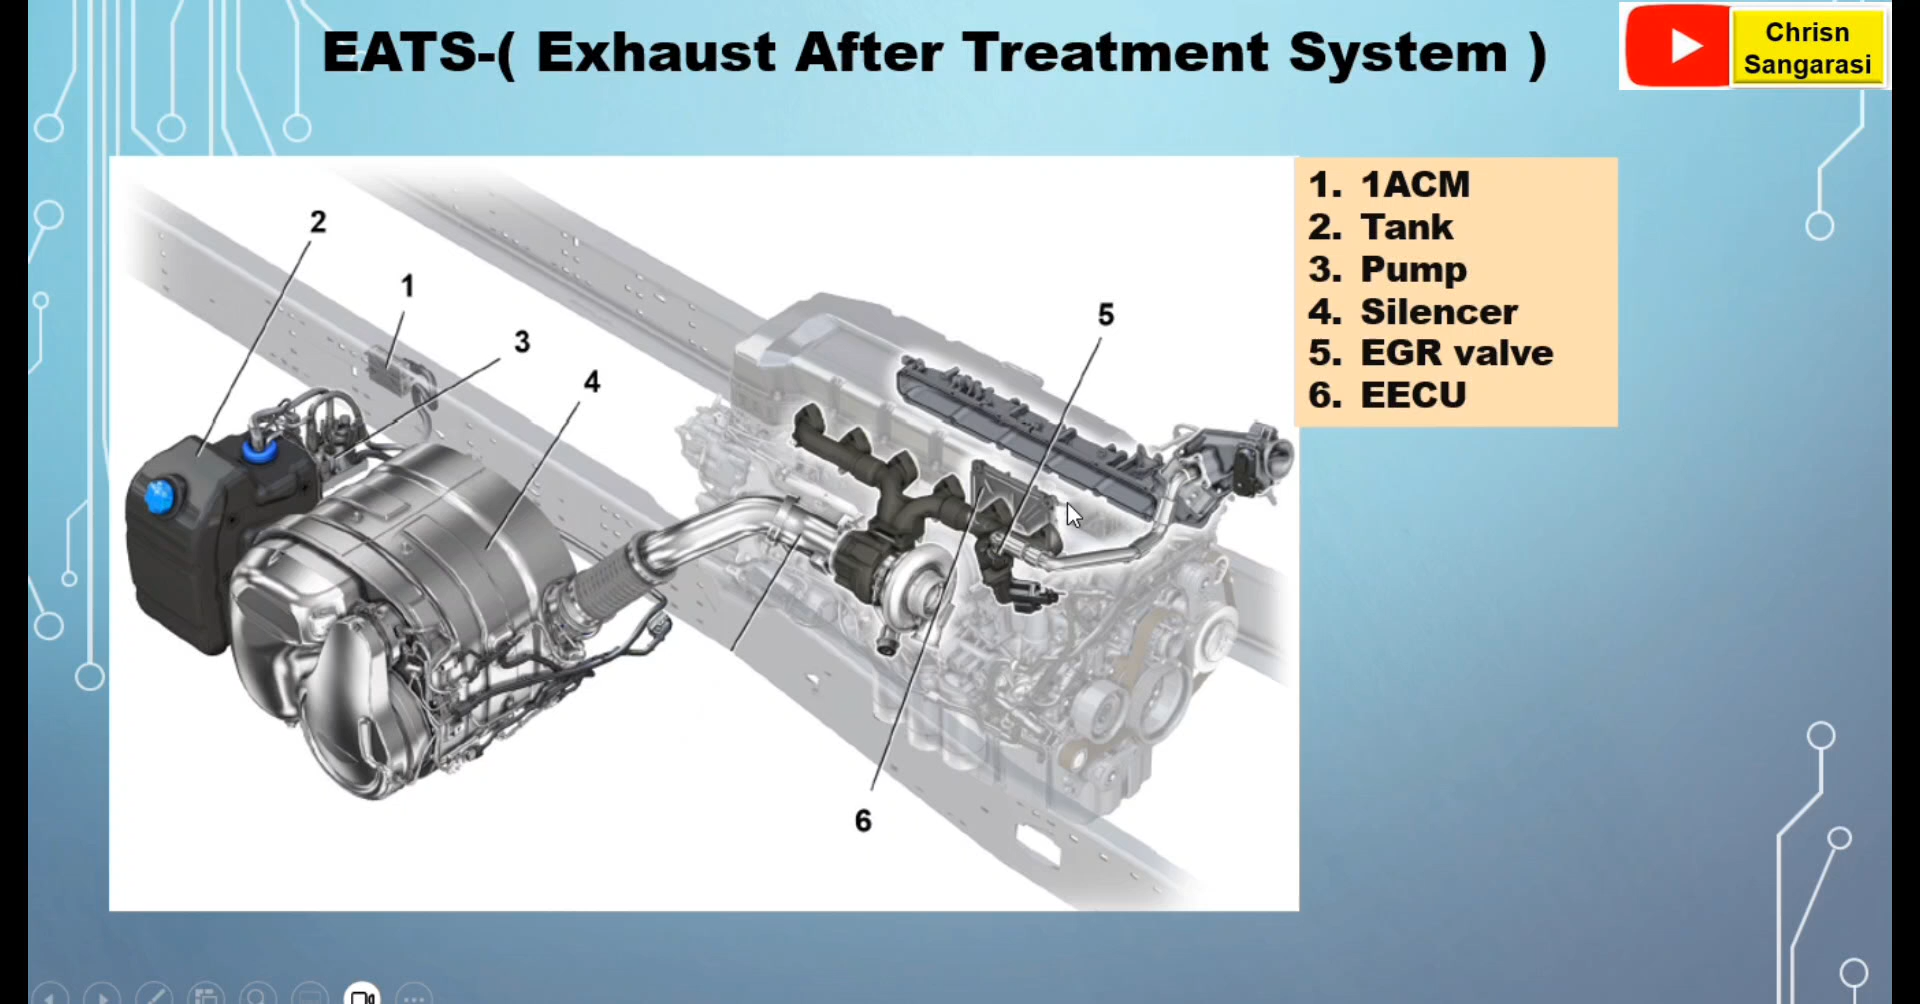 EATS-( Exhaust After Treatment System )
Chrisn
Sangarasi
1. 1ACM
2. Tank
3. Pump
4. Silencer
5. EGR valve
6. EECU
2
1
3
4
5
6